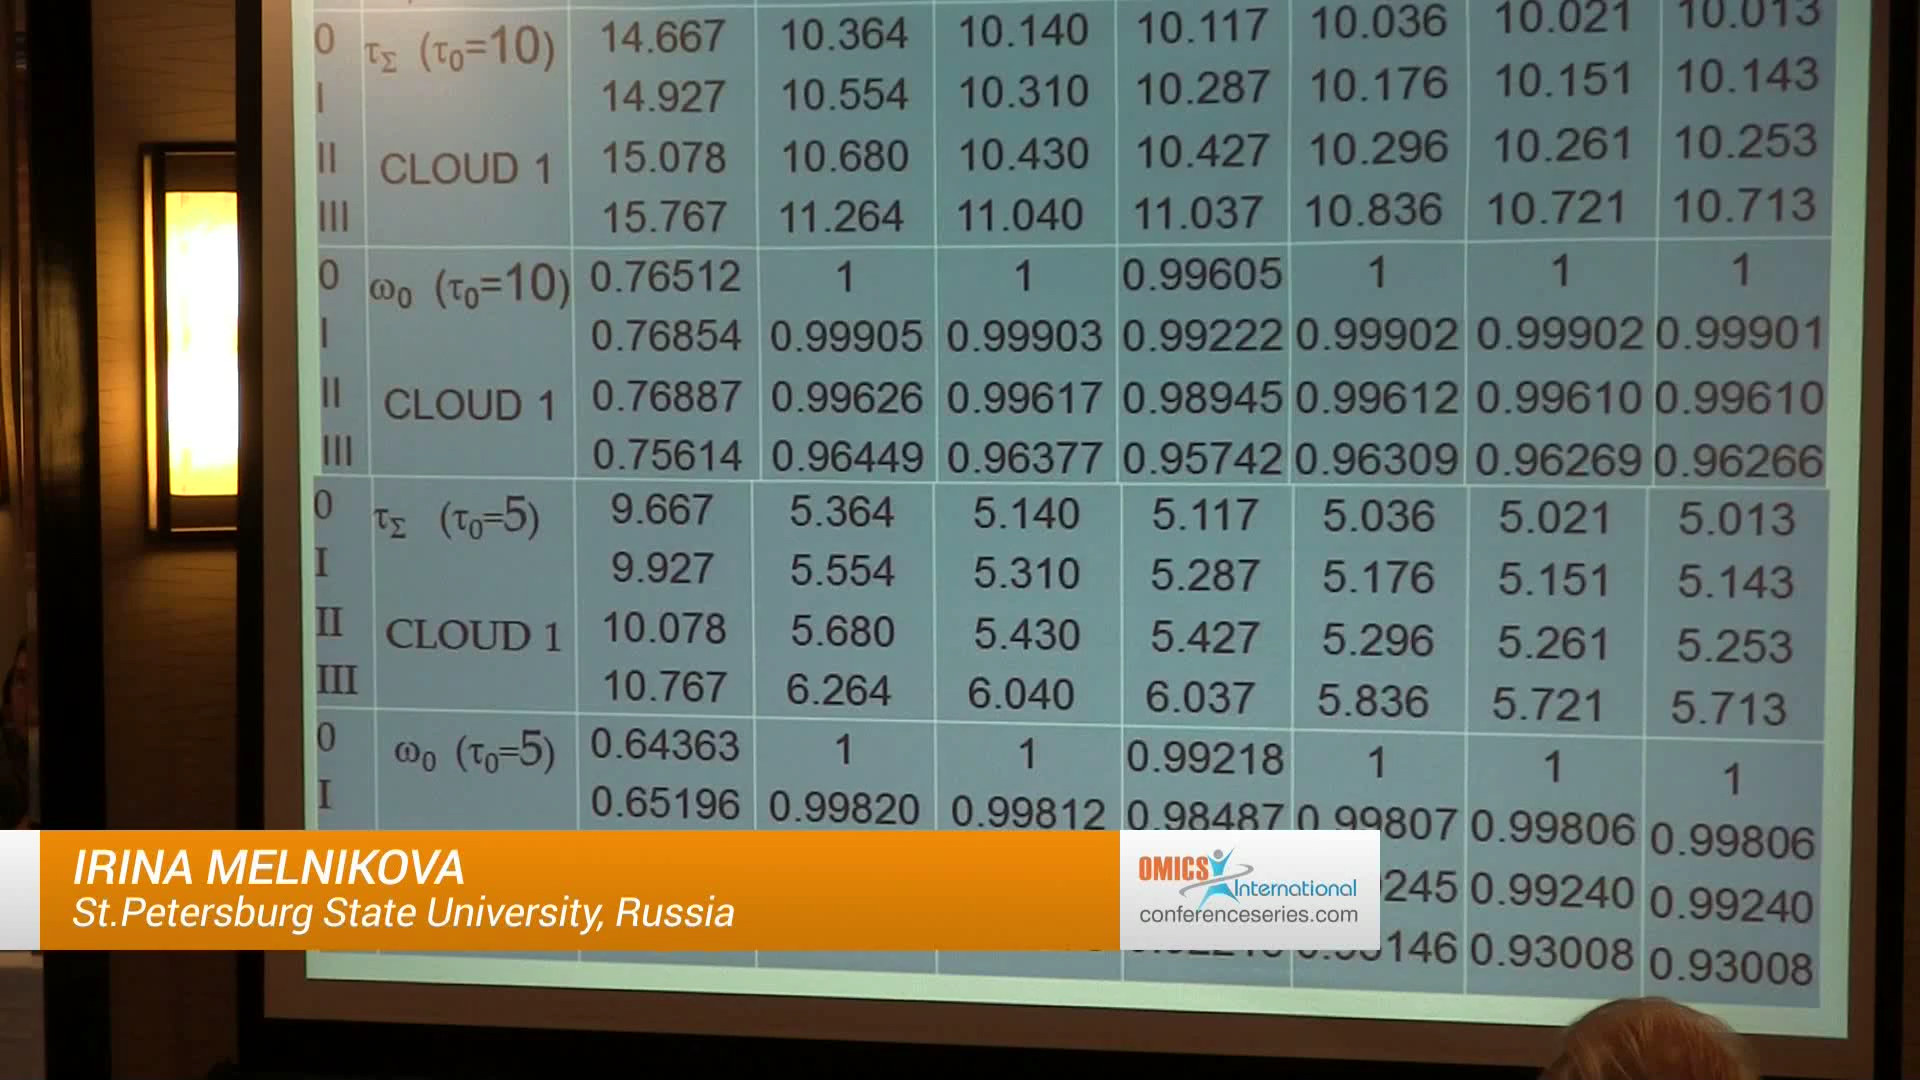 0 τΣ (τ0=10) 14.667 10.364 10.140 10.117 10.036 10.021 10.013
I 14.927 10.554 10.310 10.287 10.176 10.151 10.143
II CLOUD 1 15.078 10.680 10.430 10.427 10.296 10.261 10.253
III 15.767 11.264 11.040 11.037 10.836 10.721 10.713
0 ω0 (τ0=10) 0.76512 1 1 0.99605 1 1 1
I 0.76854 0.99905 0.99903 0.99222 0.99902 0.99902 0.99901
II CLOUD 1 0.76887 0.99626 0.99617 0.98945 0.99612 0.99610 0.99610
III 0.75614 0.96449 0.96377 0.95742 0.96309 0.96269 0.96266
0 τΣ (τ0=5) 9.667 5.364 5.140 5.117 5.036 5.021 5.013
I 9.927 5.554 5.310 5.287 5.176 5.151 5.143
II CLOUD 1 10.078 5.680 5.430 5.427 5.296 5.261 5.253
III 10.767 6.264 6.040 6.037 5.836 5.721 5.713
0 ω0 (τ0=5) 0.64363 1 1 0.99218 1 1 1
I 0.65196 0.99820 0.99812 0.98487 0.99807 0.99806 0.99806
245 0.99240 0.99240
146 0.93008 0.93008
IRINA MELNIKOVA
St.Petersburg State University, Russia
OMICS
International
conferenceseries.com